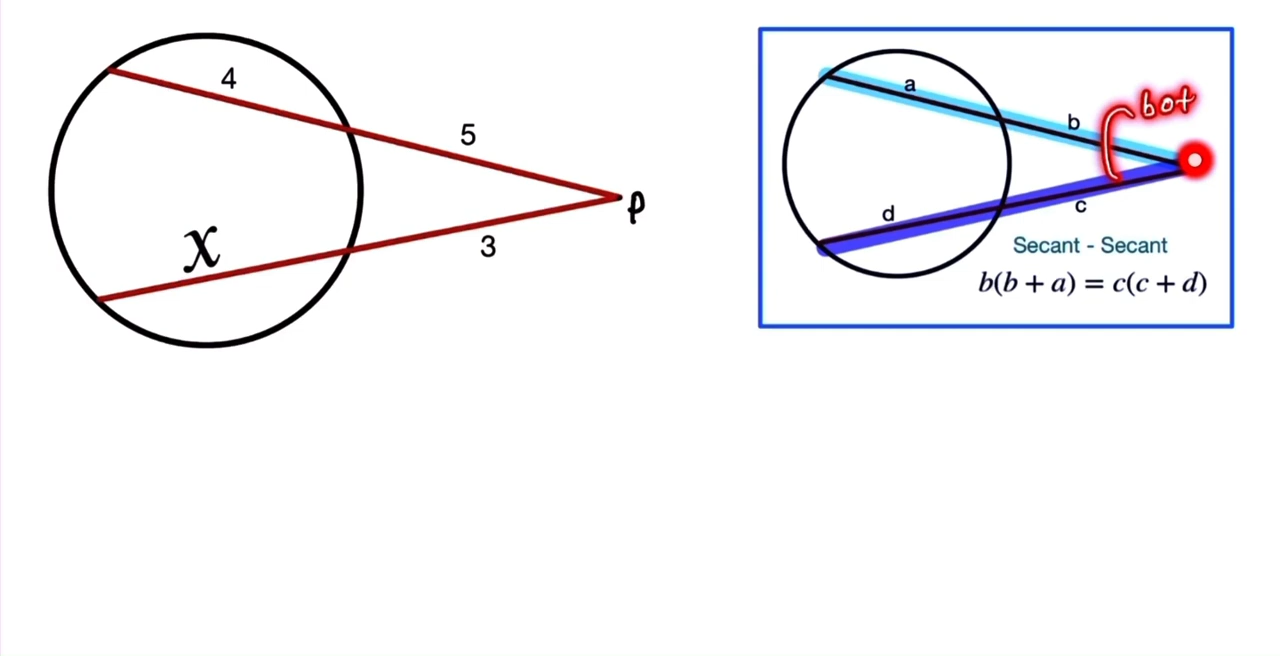 4
5
P
X
3
a
b
bot
d
c
Secant - Secant
b(b + a) = c(c + d)